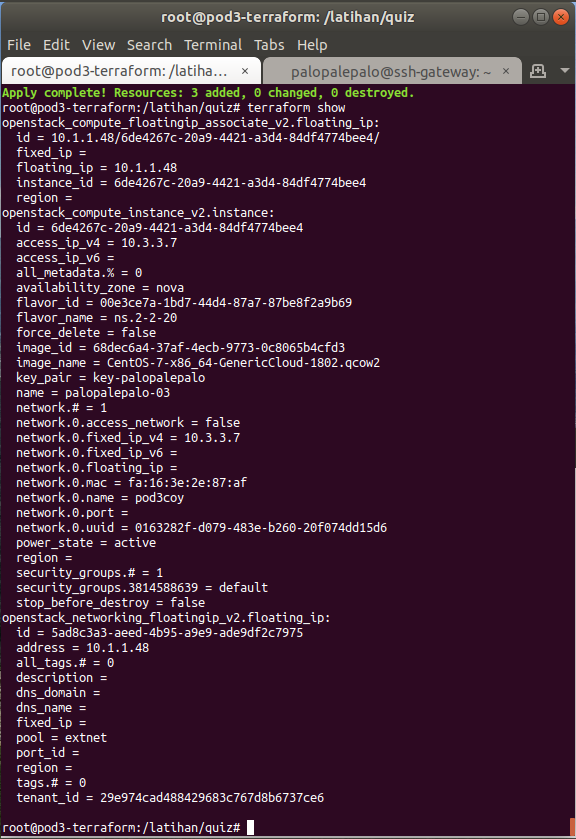 root@pod3-terraform: /latihan/quiz
File Edit View Search Terminal Tabs Help
root@pod3-terraform: /latiha... × palopalepalo@ssh-gateway: ~ ×
Apply complete! Resources: 3 added, 0 changed, 0 destroyed.
root@pod3-terraform:/latihan/quiz# terraform show
openstack_compute_floatingip_associate_v2.floating_ip:
  id = 10.1.1.48/6de4267c-20a9-4421-a3d4-84df4774bee4/
  fixed_ip =
  floating_ip = 10.1.1.48
  instance_id = 6de4267c-20a9-4421-a3d4-84df4774bee4
  region =
openstack_compute_instance_v2.instance:
  id = 6de4267c-20a9-4421-a3d4-84df4774bee4
  access_ip_v4 = 10.3.3.7
  access_ip_v6 =
  all_metadata.% = 0
  availability_zone = nova
  flavor_id = 00e3ce7a-1bd7-44d4-87a7-87be8f2a9b69
  flavor_name = ns.2-2-20
  force_delete = false
  image_id = 68dec6a4-37af-4ecb-9773-0c8065b4cfd3
  image_name = CentOS-7-x86_64-GenericCloud-1802.qcow2
  key_pair = key-palopalepalo
  name = palopalepalo-03
  network.# = 1
  network.0.access_network = false
  network.0.fixed_ip_v4 = 10.3.3.7
  network.0.fixed_ip_v6 =
  network.0.floating_ip =
  network.0.mac = fa:16:3e:2e:87:af
  network.0.name = pod3coy
  network.0.port =
  network.0.uuid = 0163282f-d079-483e-b260-20f074dd15d6
  power_state = active
  region =
  security_groups.# = 1
  security_groups.3814588639 = default
  stop_before_destroy = false
openstack_networking_floatingip_v2.floating_ip:
  id = 5ad8c3a3-aeed-4b95-a9e9-ade9df2c7975
  address = 10.1.1.48
  all_tags.# = 0
  description =
  dns_domain =
  dns_name =
  fixed_ip =
  pool = extnet
  port_id =
  region =
  tags.# = 0
  tenant_id = 29e974cad488429683c767d8b6737ce6
root@pod3-terraform:/latihan/quiz#